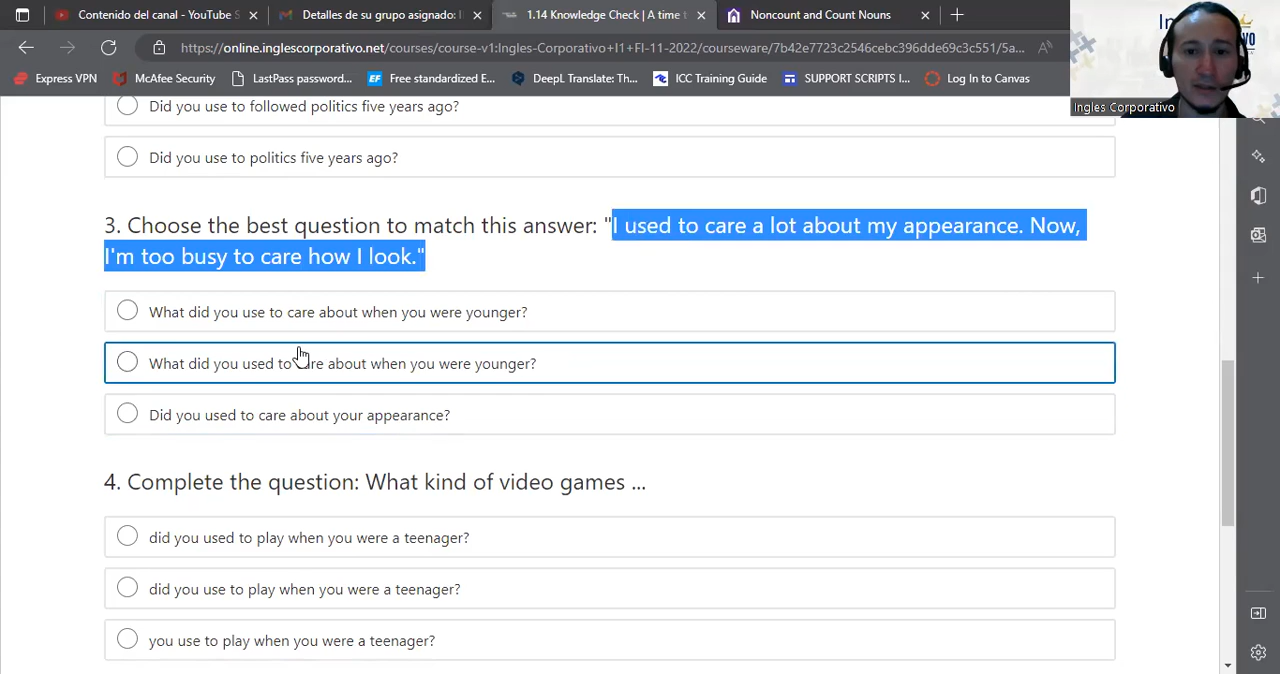 Contenido del canal - YouTube S
Detalles de su grupo asignado: I
1.14 Knowledge Check | A time t
Noncount and Count Nouns
https://online.inglescorporativo.net/courses/course-v1:Ingles-Corporativo+I1+FI-11-2022/courseware/7b42e7723c2546cebc396dde69c3c551/5a...
Express VPN
McAfee Security
LastPass password...
EF Free standardized E...
DeepL Translate: Th...
ICC Training Guide
SUPPORT SCRIPTS I...
Log In to Canvas
Ingles Corporativo
Did you use to followed politics five years ago?
Did you use to politics five years ago?
3. Choose the best question to match this answer: "I used to care a lot about my appearance. Now,
I'm too busy to care how I look."
What did you use to care about when you were younger?
What did you used to care about when you were younger?
Did you used to care about your appearance?
4. Complete the question: What kind of video games ...
did you used to play when you were a teenager?
did you use to play when you were a teenager?
you use to play when you were a teenager?